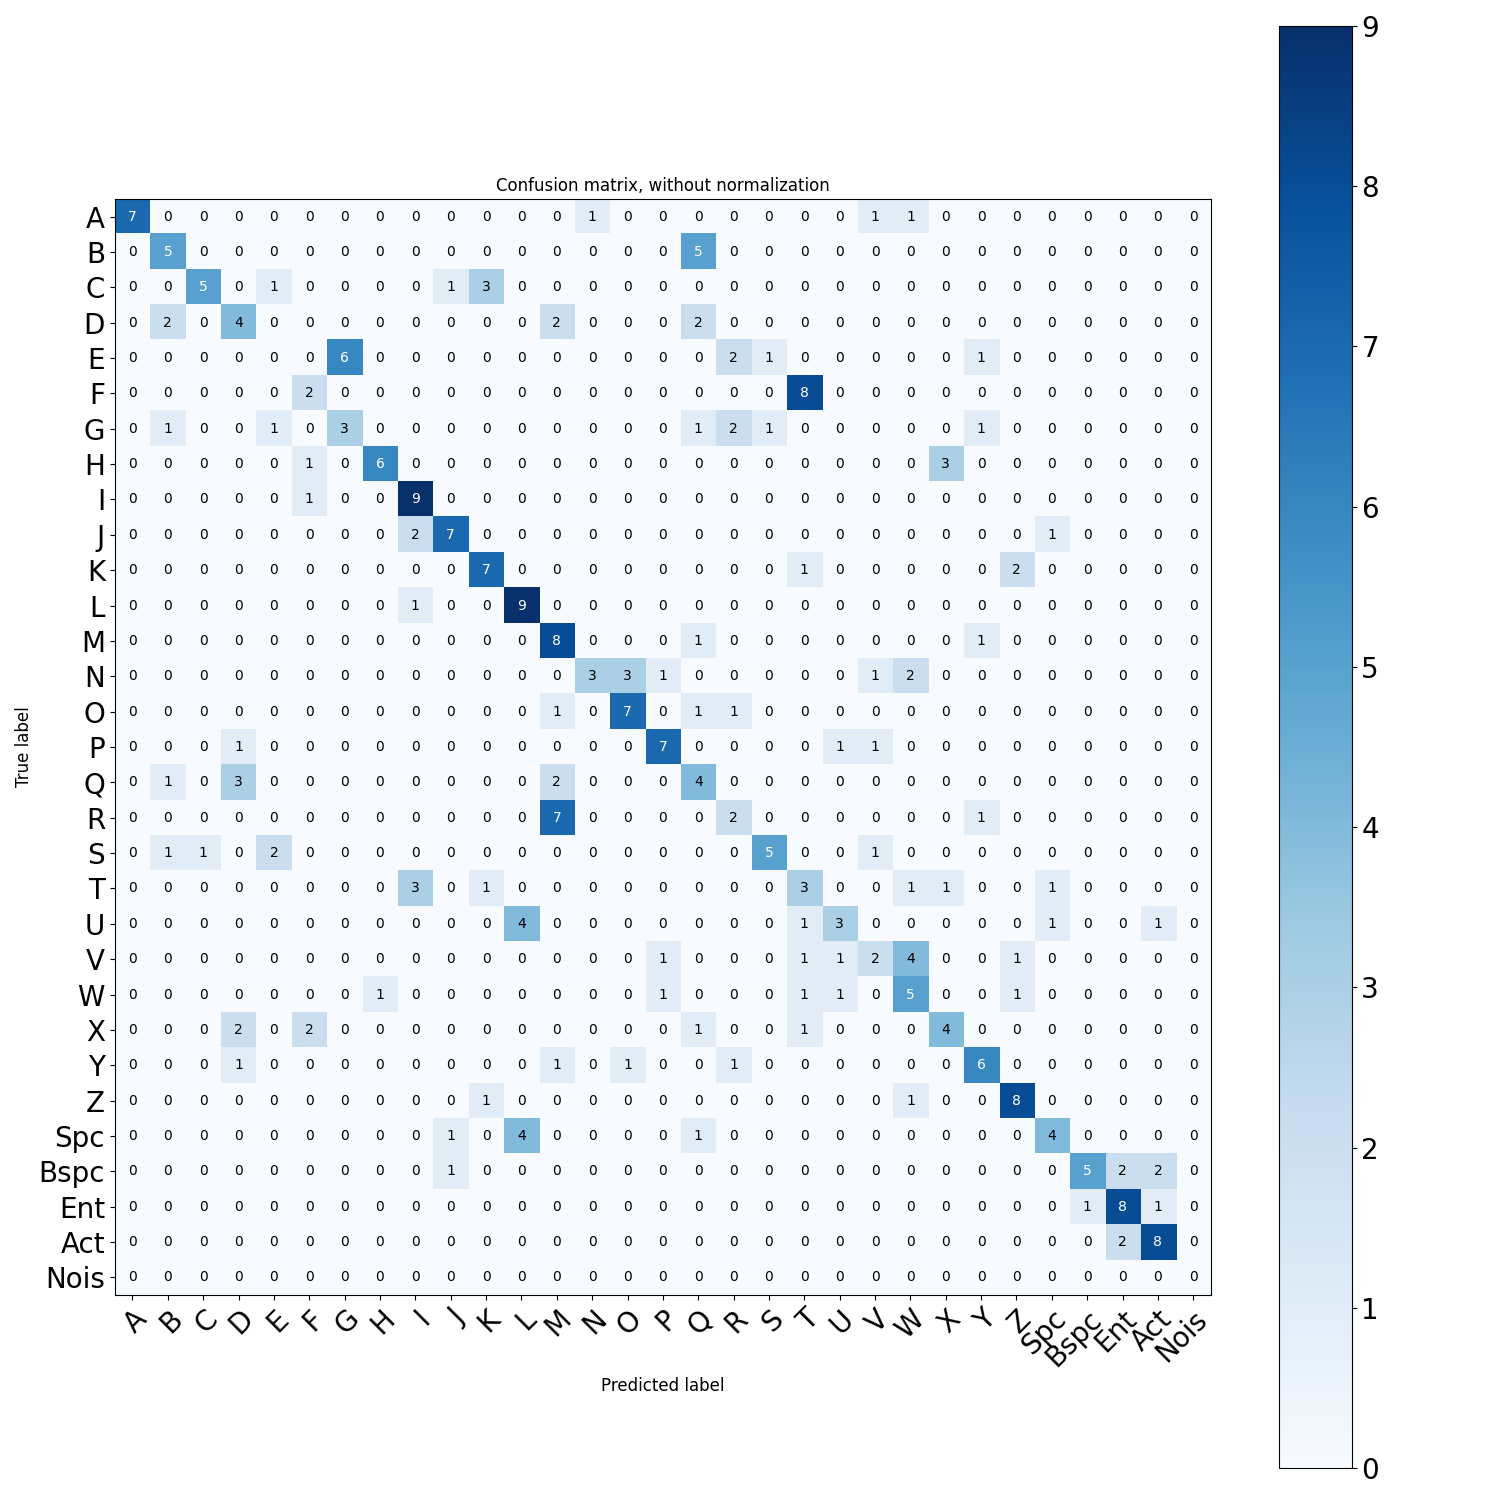 Confusion matrix, without normalization
A 7 0 0 0 0 0 0 0 0 0 0 0 0 1 0 0 0 0 0 0 0 1 1 0 0 0 0 0 0 0 0
B 0 5 0 0 0 0 0 0 0 0 0 0 0 0 0 0 5 0 0 0 0 0 0 0 0 0 0 0 0 0 0
C 0 0 5 0 1 0 0 0 0 1 3 0 0 0 0 0 0 0 0 0 0 0 0 0 0 0 0 0 0 0 0
D 0 2 0 4 0 0 0 0 0 0 0 0 2 0 0 0 2 0 0 0 0 0 0 0 0 0 0 0 0 0 0
E 0 0 0 0 0 0 6 0 0 0 0 0 0 0 0 0 0 2 1 0 0 0 0 0 1 0 0 0 0 0 0
F 0 0 0 0 0 2 0 0 0 0 0 0 0 0 0 0 0 0 0 8 0 0 0 0 0 0 0 0 0 0 0
G 0 1 0 0 1 0 3 0 0 0 0 0 0 0 0 0 1 2 1 0 0 0 0 0 1 0 0 0 0 0 0
H 0 0 0 0 0 1 0 6 0 0 0 0 0 0 0 0 0 0 0 0 0 0 0 3 0 0 0 0 0 0 0
I 0 0 0 0 0 1 0 0 9 0 0 0 0 0 0 0 0 0 0 0 0 0 0 0 0 0 0 0 0 0 0
J 0 0 0 0 0 0 0 0 2 7 0 0 0 0 0 0 0 0 0 0 0 0 0 0 0 0 1 0 0 0 0
K 0 0 0 0 0 0 0 0 0 0 7 0 0 0 0 0 0 0 0 1 0 0 0 0 0 2 0 0 0 0 0
L 0 0 0 0 0 0 0 0 1 0 0 9 0 0 0 0 0 0 0 0 0 0 0 0 0 0 0 0 0 0 0
M 0 0 0 0 0 0 0 0 0 0 0 0 8 0 0 0 1 0 0 0 0 0 0 0 1 0 0 0 0 0 0
N 0 0 0 0 0 0 0 0 0 0 0 0 0 3 3 1 0 0 0 0 0 1 2 0 0 0 0 0 0 0 0
O 0 0 0 0 0 0 0 0 0 0 0 0 1 0 7 0 1 1 0 0 0 0 0 0 0 0 0 0 0 0 0
P 0 0 0 1 0 0 0 0 0 0 0 0 0 0 0 7 0 0 0 0 1 1 0 0 0 0 0 0 0 0 0
Q 0 1 0 3 0 0 0 0 0 0 0 0 2 0 0 0 4 0 0 0 0 0 0 0 0 0 0 0 0 0 0
R 0 0 0 0 0 0 0 0 0 0 0 0 7 0 0 0 0 2 0 0 0 0 0 0 1 0 0 0 0 0 0
S 0 1 1 0 2 0 0 0 0 0 0 0 0 0 0 0 0 0 5 0 0 1 0 0 0 0 0 0 0 0 0
T 0 0 0 0 0 0 0 0 3 0 1 0 0 0 0 0 0 0 0 3 0 0 1 1 0 0 1 0 0 0 0
U 0 0 0 0 0 0 0 0 0 0 0 4 0 0 0 0 0 0 0 1 3 0 0 0 0 0 1 0 0 1 0
V 0 0 0 0 0 0 0 0 0 0 0 0 0 0 0 1 0 0 0 1 1 2 4 0 0 1 0 0 0 0 0
W 0 0 0 0 0 0 0 1 0 0 0 0 0 0 0 1 0 0 0 1 1 0 5 0 0 1 0 0 0 0 0
X 0 0 0 2 0 2 0 0 0 0 0 0 0 0 0 0 1 0 0 1 0 0 0 4 0 0 0 0 0 0 0
Y 0 0 0 1 0 0 0 0 0 0 0 0 1 0 1 0 0 1 0 0 0 0 0 0 6 0 0 0 0 0 0
Z 0 0 0 0 0 0 0 0 0 0 1 0 0 0 0 0 0 0 0 0 0 0 1 0 0 8 0 0 0 0 0
Spc 0 0 0 0 0 0 0 0 0 1 0 4 0 0 0 0 1 0 0 0 0 0 0 0 0 0 4 0 0 0 0
Bspc 0 0 0 0 0 0 0 0 0 1 0 0 0 0 0 0 0 0 0 0 0 0 0 0 0 0 0 5 2 2 0
Ent 0 0 0 0 0 0 0 0 0 0 0 0 0 0 0 0 0 0 0 0 0 0 0 0 0 0 0 1 8 1 0
Act 0 0 0 0 0 0 0 0 0 0 0 0 0 0 0 0 0 0 0 0 0 0 0 0 0 0 0 0 2 8 0
Nois 0 0 0 0 0 0 0 0 0 0 0 0 0 0 0 0 0 0 0 0 0 0 0 0 0 0 0 0 0 0 0
A B C D E F G H I J K L M N O P Q R S T U V W X Y Z Spc Bspc Ent Act Nois
Predicted label
True label
9
8
7
6
5
4
3
2
1
0